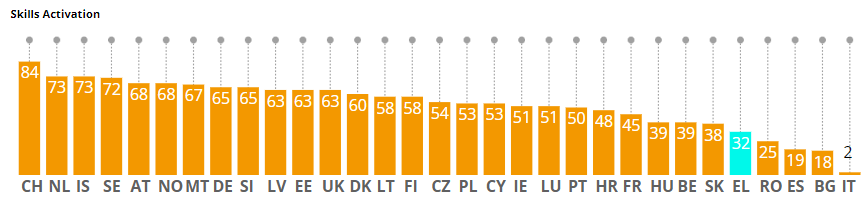 Skills Activation
84 73 73 72 68 68 67 65 65 63 63 63 60 58 58 54 53 53 51 51 50 48 45 39 39 38 32 25 19 18 2
CH NL IS SE AT NO MT DE SI LV EE UK DK LT FI CZ PL CY IE LU PT HR FR HU BE SK EL RO ES BG IT